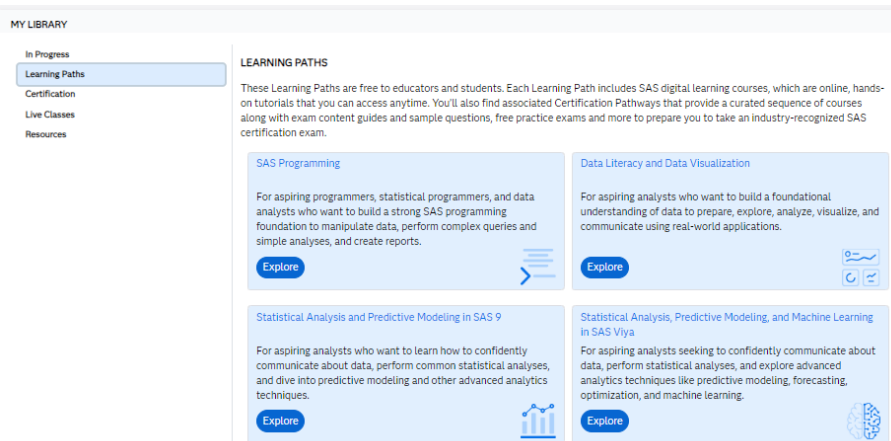 MY LIBRARY
In Progress
Learning Paths
Certification
Live Classes
Resources
LEARNING PATHS
These Learning Paths are free to educators and students. Each Learning Path includes SAS digital learning courses, which are online, hands-
on tutorials that you can access anytime. You'll also find associated Certification Pathways that provide a curated sequence of courses
along with exam content guides and sample questions, free practice exams and more to prepare you to take an industry-recognized SAS
certification exam.
SAS Programming
For aspiring programmers, statistical programmers, and data
analysts who want to build a strong SAS programming
foundation to manipulate data, perform complex queries and
simple analyses, and create reports.
Explore
Data Literacy and Data Visualization
For aspiring analysts who want to build a foundational
understanding of data to prepare, explore, analyze, visualize, and
communicate using real-world applications.
Explore
Statistical Analysis and Predictive Modeling in SAS 9
For aspiring analysts who want to learn how to confidently
communicate about data, perform common statistical analyses,
and dive into predictive modeling and other advanced analytics
techniques.
Explore
Statistical Analysis, Predictive Modeling, and Machine Learning
in SAS Viya
For aspiring analysts seeking to confidently communicate about
data, perform statistical analyses, and explore advanced
analytics techniques like predictive modeling, forecasting,
optimization, and machine learning.
Explore